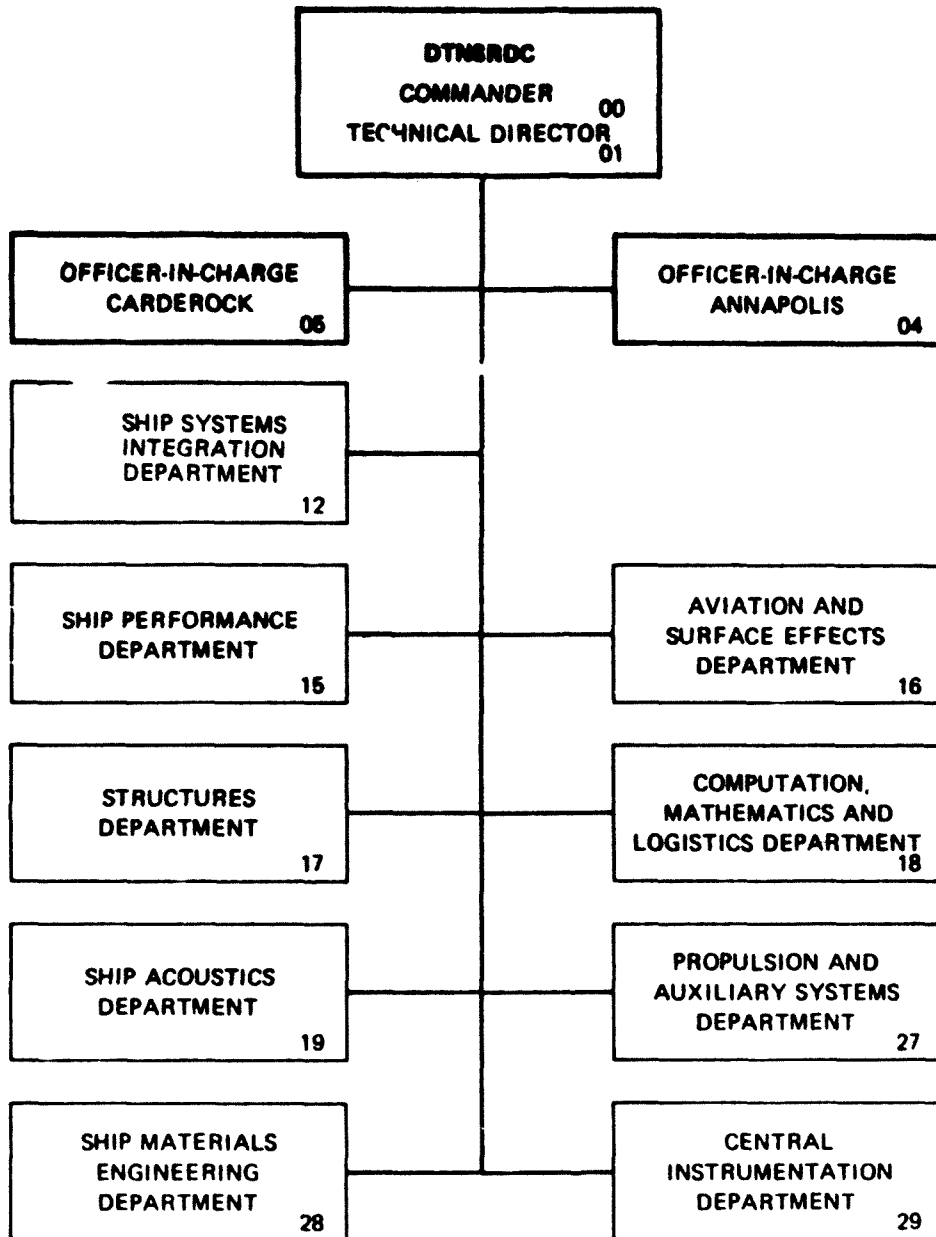 DTNSRDC
COMMANDER
00
TECHNICAL DIRECTOR
01
OFFICER-IN-CHARGE
CARDEROCK
05
OFFICER-IN-CHARGE
ANNAPOLIS
04
SHIP SYSTEMS
INTEGRATION
DEPARTMENT
12
SHIP PERFORMANCE
DEPARTMENT
15
AVIATION AND
SURFACE EFFECTS
DEPARTMENT
16
STRUCTURES
DEPARTMENT
17
COMPUTATION,
MATHEMATICS AND
LOGISTICS DEPARTMENT
18
SHIP ACOUSTICS
DEPARTMENT
19
PROPULSION AND
AUXILIARY SYSTEMS
DEPARTMENT
27
SHIP MATERIALS
ENGINEERING
DEPARTMENT
28
CENTRAL
INSTRUMENTATION
DEPARTMENT
29